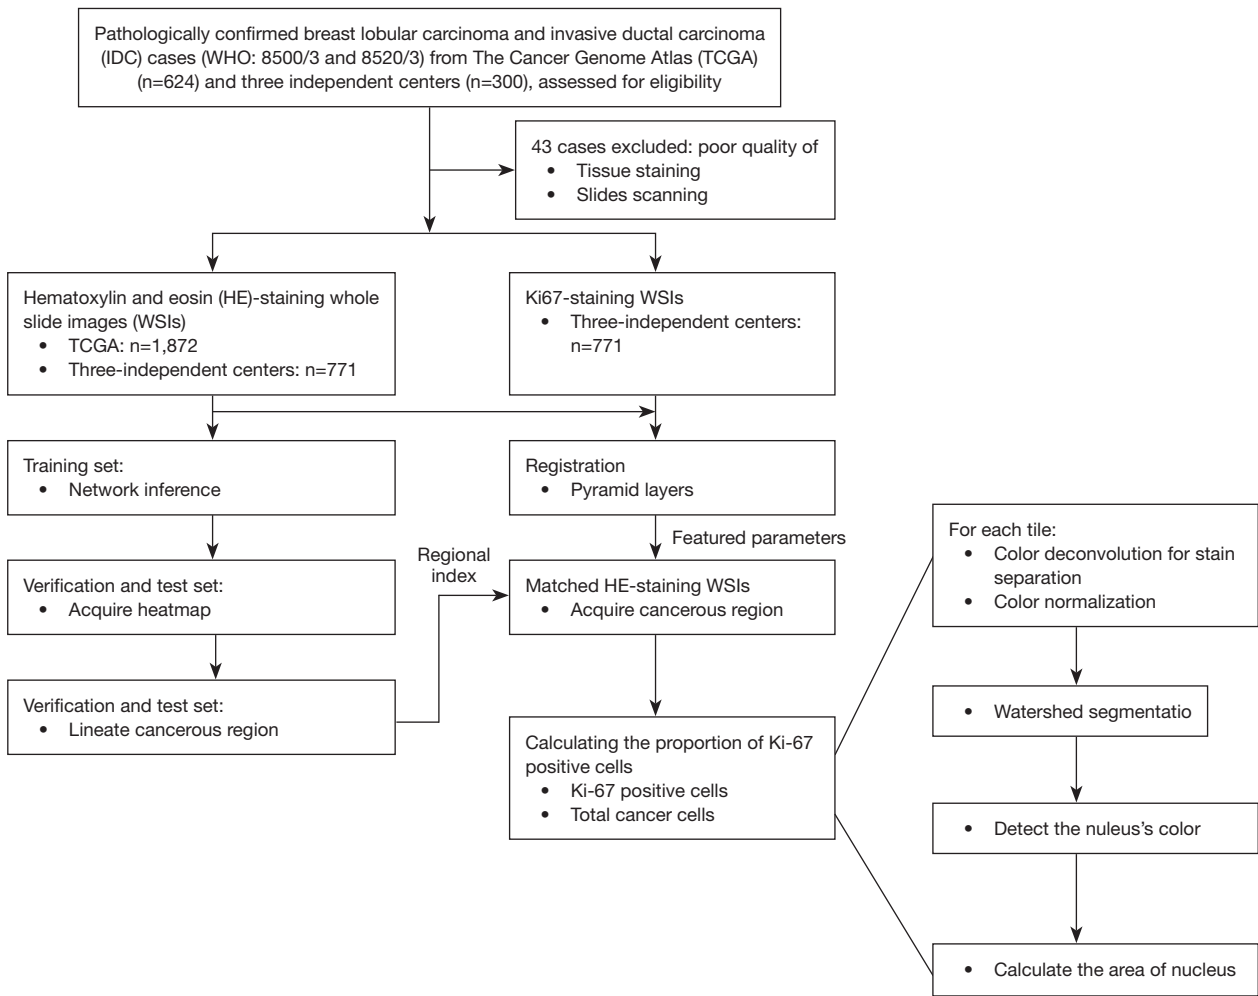 Pathologically confirmed breast lobular carcinoma and invasive ductal carcinoma
(IDC) cases (WHO: 8500/3 and 8520/3) from The Cancer Genome Atlas (TCGA)
(n=624) and three independent centers (n=300), assessed for eligibility
43 cases excluded: poor quality of
• Tissue staining
• Slides scanning
Hematoxylin and eosin (HE)-staining whole
slide images (WSIs)
• TCGA: n=1,872
• Three-independent centers: n=771
Ki67-staining WSIs
• Three-independent centers:
n=771
Training set:
• Network inference
Registration
• Pyramid layers
Featured parameters
Verification and test set:
• Acquire heatmap
Regional
index
Matched HE-staining WSIs
• Acquire cancerous region
Verification and test set:
• Lineate cancerous region
Calculating the proportion of Ki-67
positive cells
• Ki-67 positive cells
• Total cancer cells
For each tile:
• Color deconvolution for stain
separation
• Color normalization
• Watershed segmentatio
• Detect the nuleus's color
• Calculate the area of nucleus